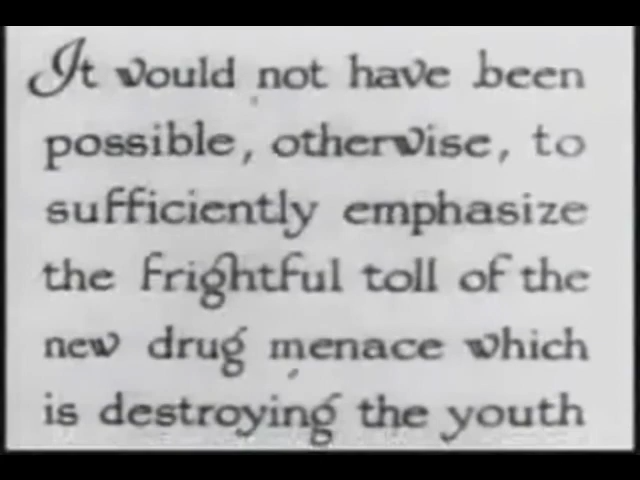 It would not have been
possible, otherwise, to
sufficiently emphasize
the frightful toll of the
new drug menace which
is destroying the youth